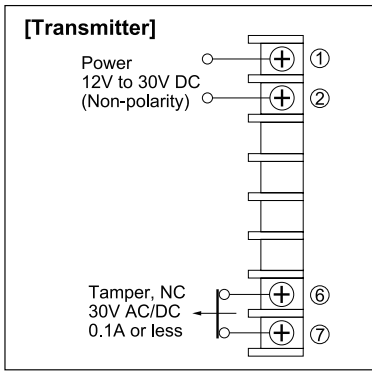 [Transmitter]
Power
12V to 30V DC
(Non-polarity)
①
②
Tamper, NC
30V AC/DC
0.1A or less
⑥
⑦